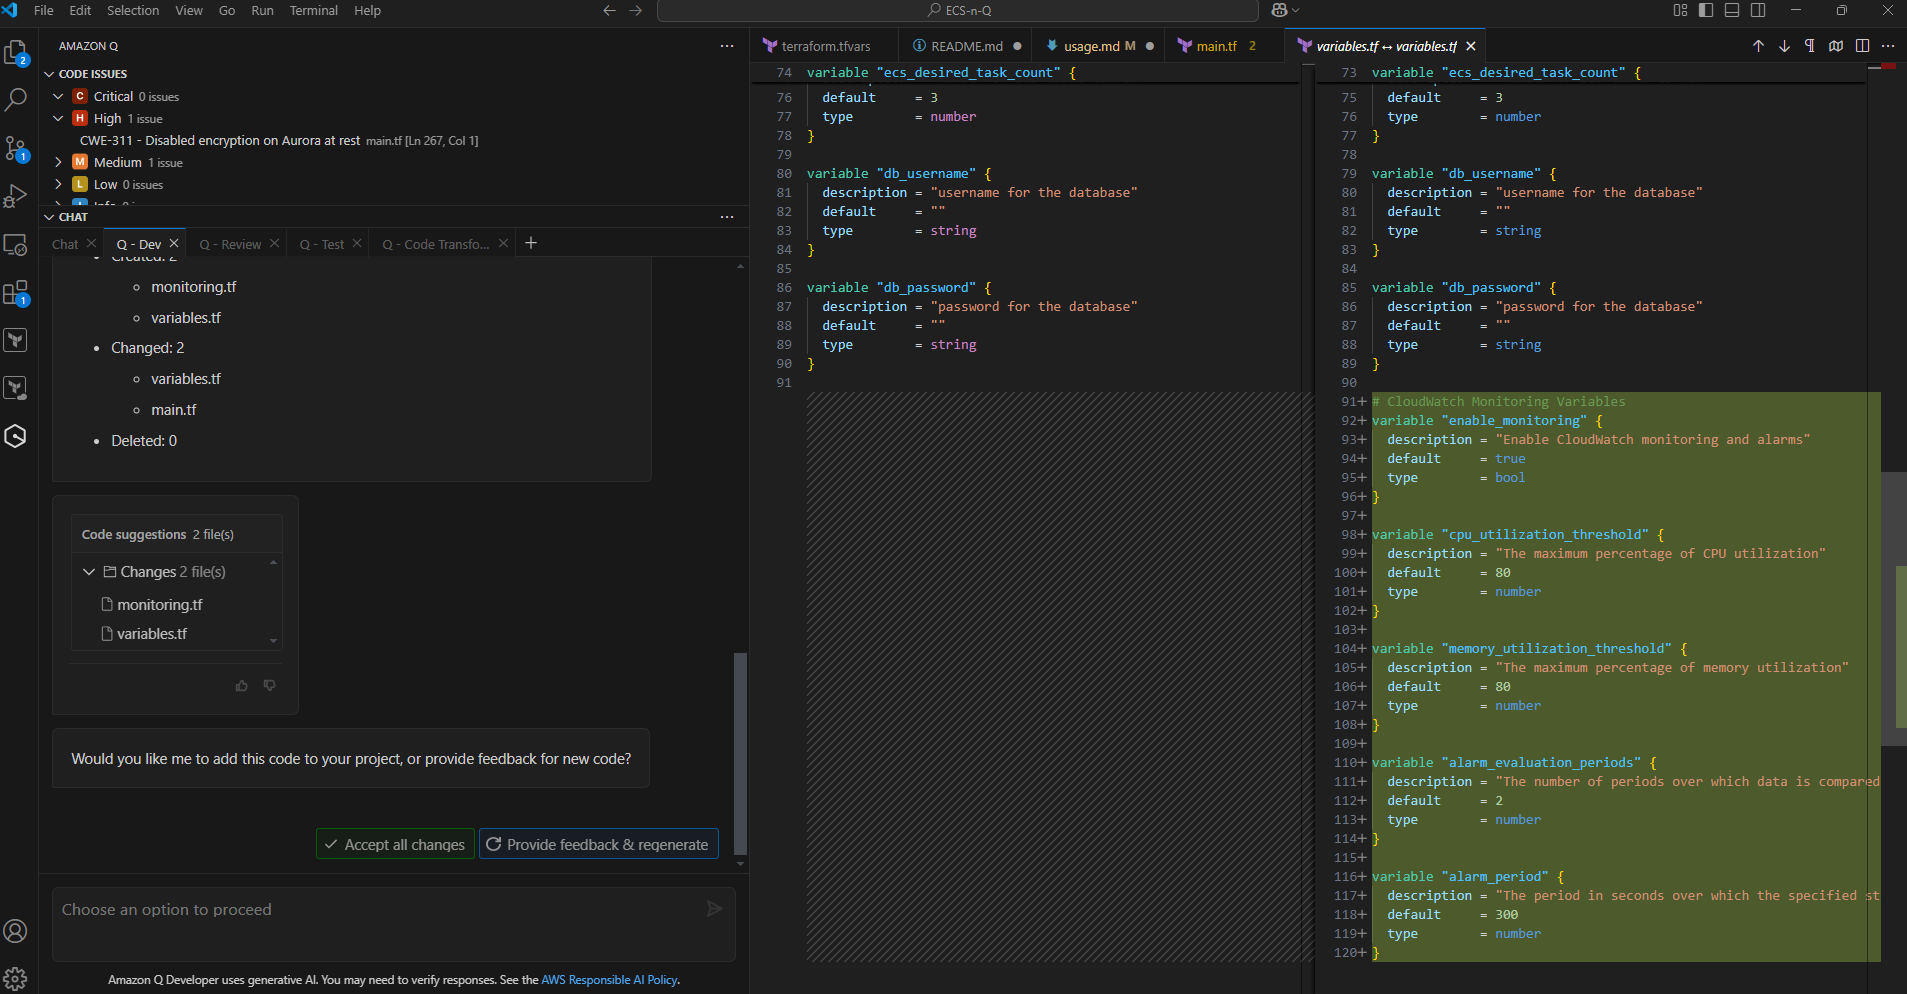 File Edit Selection View Go Run Terminal Help
ECS-n-Q
AMAZON Q
CODE ISSUES
C Critical 0 issues
H High 1 issue
CWE-311 - Disabled encryption on Aurora at rest main.tf [Ln 267, Col 1]
M Medium 1 issue
L Low 0 issues
CHAT
Chat Q - Dev Q - Review Q - Test Q - Code Transfo...
Created: 2
monitoring.tf
variables.tf
Changed: 2
variables.tf
main.tf
Deleted: 0
Code suggestions 2 file(s)
Changes 2 file(s)
monitoring.tf
variables.tf
Would you like me to add this code to your project, or provide feedback for new code?
Accept all changes Provide feedback & regenerate
Choose an option to proceed
Amazon Q Developer uses generative AI. You may need to verify responses. See the AWS Responsible AI Policy.
2
1
1
terraform.tfvars README.md usage.md M main.tf 2 variables.tf ↔ variables.tf
74 variable "ecs_desired_task_count" {
76 default = 3
77 type = number
78 }
79
80 variable "db_username" {
81 description = "username for the database"
82 default = ""
83 type = string
84 }
85
86 variable "db_password" {
87 description = "password for the database"
88 default = ""
89 type = string
90 }
91
73 variable "ecs_desired_task_count" {
75 default = 3
76 type = number
77 }
78
79 variable "db_username" {
80 description = "username for the database"
81 default = ""
82 type = string
83 }
84
85 variable "db_password" {
86 description = "password for the database"
87 default = ""
88 type = string
89 }
90
91+ # CloudWatch Monitoring Variables
92+ variable "enable_monitoring" {
93+ description = "Enable CloudWatch monitoring and alarms"
94+ default = true
95+ type = bool
96+ }
97+
98+ variable "cpu_utilization_threshold" {
99+ description = "The maximum percentage of CPU utilization"
100+ default = 80
101+ type = number
102+ }
103+
104+ variable "memory_utilization_threshold" {
105+ description = "The maximum percentage of memory utilization"
106+ default = 80
107+ type = number
108+ }
109+
110+ variable "alarm_evaluation_periods" {
111+ description = "The number of periods over which data is compared
112+ default = 2
113+ type = number
114+ }
115+
116+ variable "alarm_period" {
117+ description = "The period in seconds over which the specified st
118+ default = 300
119+ type = number
120+ }